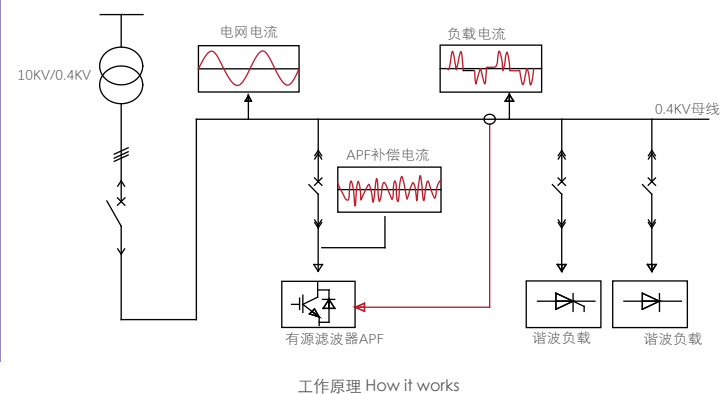 电网电流
负载电流
10KV/0.4KV
0.4KV母线
APF补偿电流
有源滤波器APF
谐波负载
谐波负载
工作原理 How it works